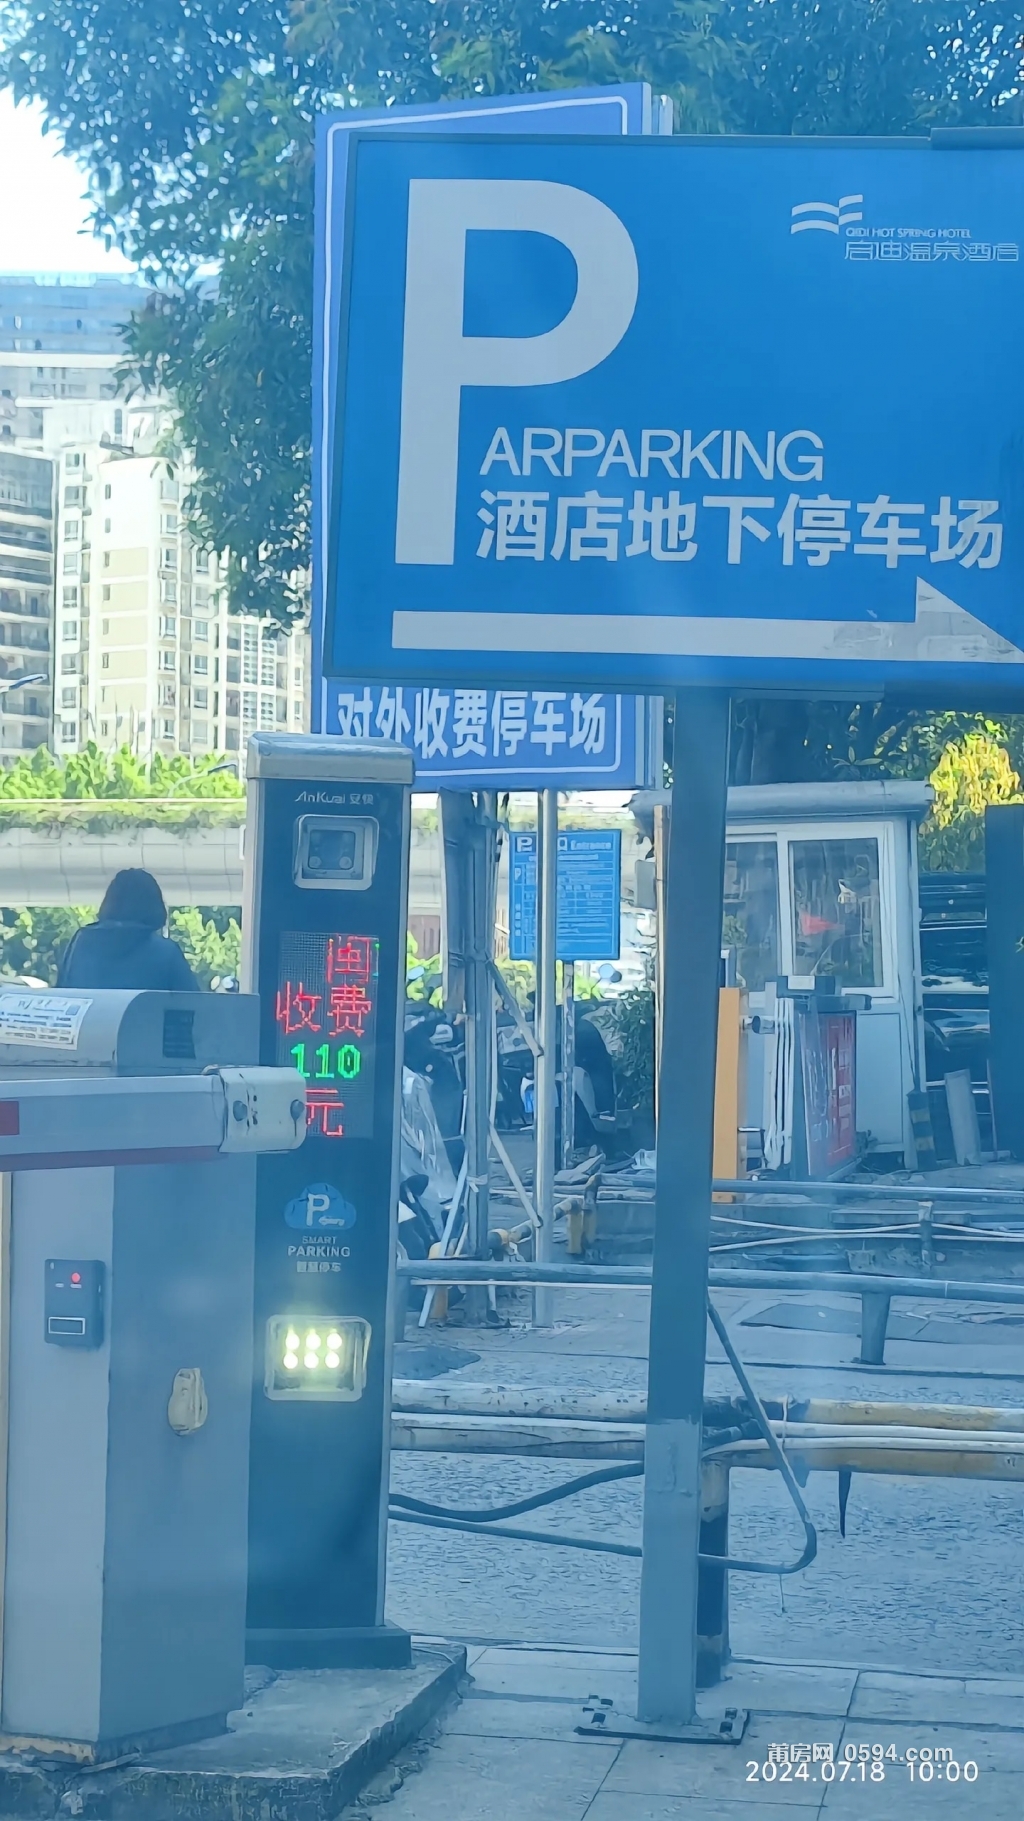 QIDI HOT SPRING HOTEL
启迪温泉酒店
P
ARPARKING
酒店地下停车场
对外收费停车场
AnKuai 安快
P
Entrance
闽
收费
110
元
P
SMART
PARKING
智慧停车
莆房网 0594.com
2024.07.18 10:00